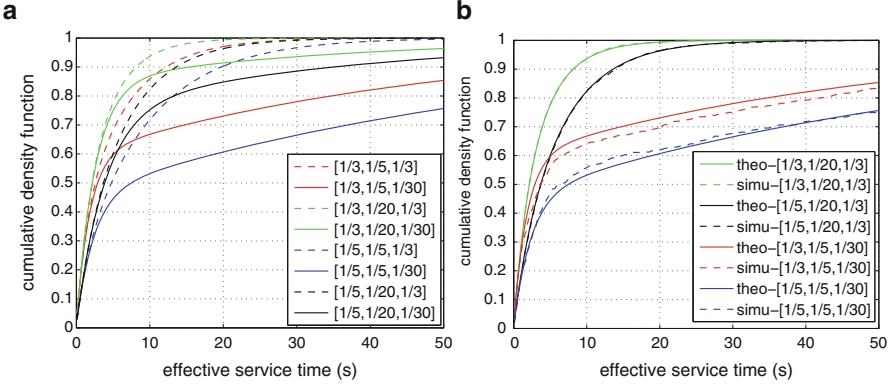 a
cumulative density function
1
0.9
0.8
0.7
0.6
0.5
0.4
0.3
0.2
0.1
0
[1/3,1/5,1/3]
[1/3,1/5,1/30]
[1/3,1/20,1/3]
[1/3,1/20,1/30]
[1/5,1/5,1/3]
[1/5,1/5,1/30]
[1/5,1/20,1/3]
[1/5,1/20,1/30]
0 10 20 30 40 50
effective service time (s)
b
cumulative density function
1
0.9
0.8
0.7
0.6
0.5
0.4
0.3
0.2
0.1
0
theo-[1/3,1/20,1/3]
simu-[1/3,1/20,1/3]
theo-[1/5,1/20,1/3]
simu-[1/5,1/20,1/3]
theo-[1/3,1/5,1/30]
simu-[1/3,1/5,1/30]
theo-[1/5,1/5,1/30]
simu-[1/5,1/5,1/30]
0 10 20 30 40 50
effective service time (s)